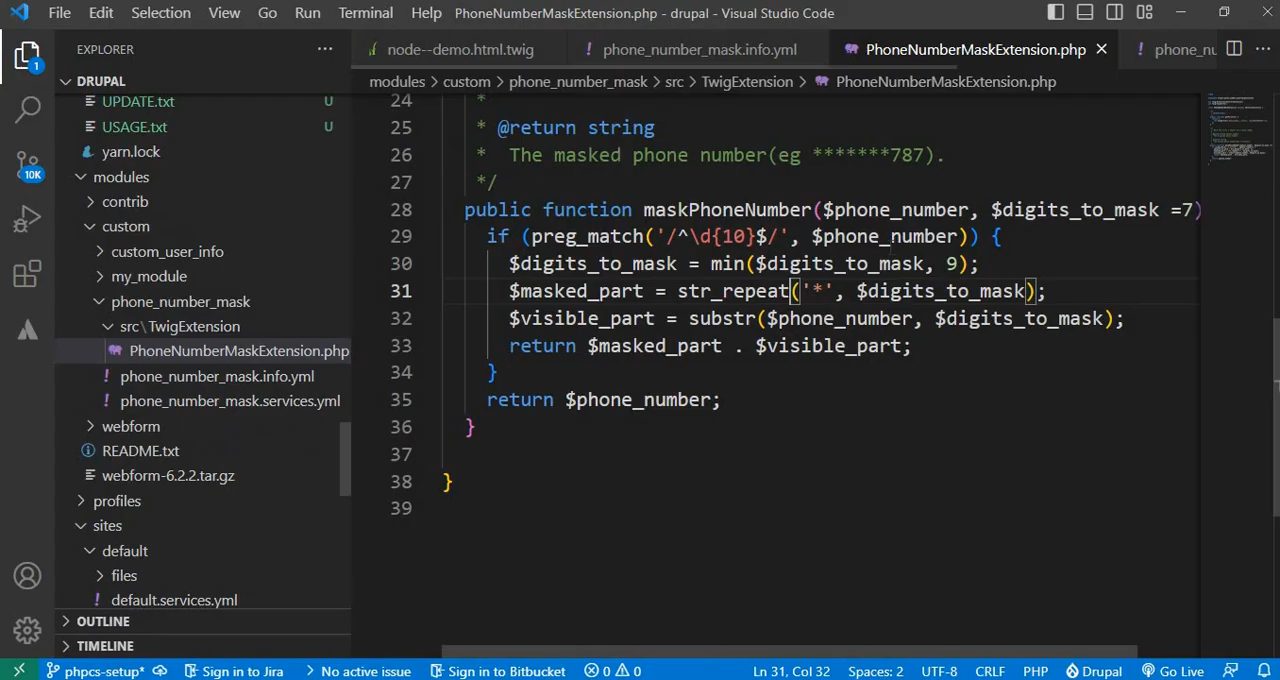 File Edit Selection View Go Run Terminal Help PhoneNumberMaskExtension.php - drupal - Visual Studio Code
EXPLORER
node--demo.html.twig
phone_number_mask.info.yml
PhoneNumberMaskExtension.php
phone_nu
DRUPAL
modules > custom > phone_number_mask > src > TwigExtension > PhoneNumberMaskExtension.php
UPDATE.txt U
USAGE.txt U
yarn.lock
modules
contrib
custom
custom_user_info
my_module
phone_number_mask
src\TwigExtension
PhoneNumberMaskExtension.php
phone_number_mask.info.yml
phone_number_mask.services.yml
webform
README.txt
webform-6.2.2.tar.gz
profiles
sites
default
files
default.services.yml
OUTLINE
TIMELINE
1
10K
24 *
25 * @return string
26 * The masked phone number(eg *******787).
27 */
28 public function maskPhoneNumber($phone_number, $digits_to_mask =7)
29 if (preg_match('/^\d{10}$/', $phone_number)) {
30 $digits_to_mask = min($digits_to_mask, 9);
31 $masked_part = str_repeat('*', $digits_to_mask);
32 $visible_part = substr($phone_number, $digits_to_mask);
33 return $masked_part . $visible_part;
34 }
35 return $phone_number;
36 }
37
38 }
39
phpcs-setup* Sign in to Jira No active issue Sign in to Bitbucket 0 0 Ln 31, Col 32 Spaces: 2 UTF-8 CRLF PHP Drupal Go Live